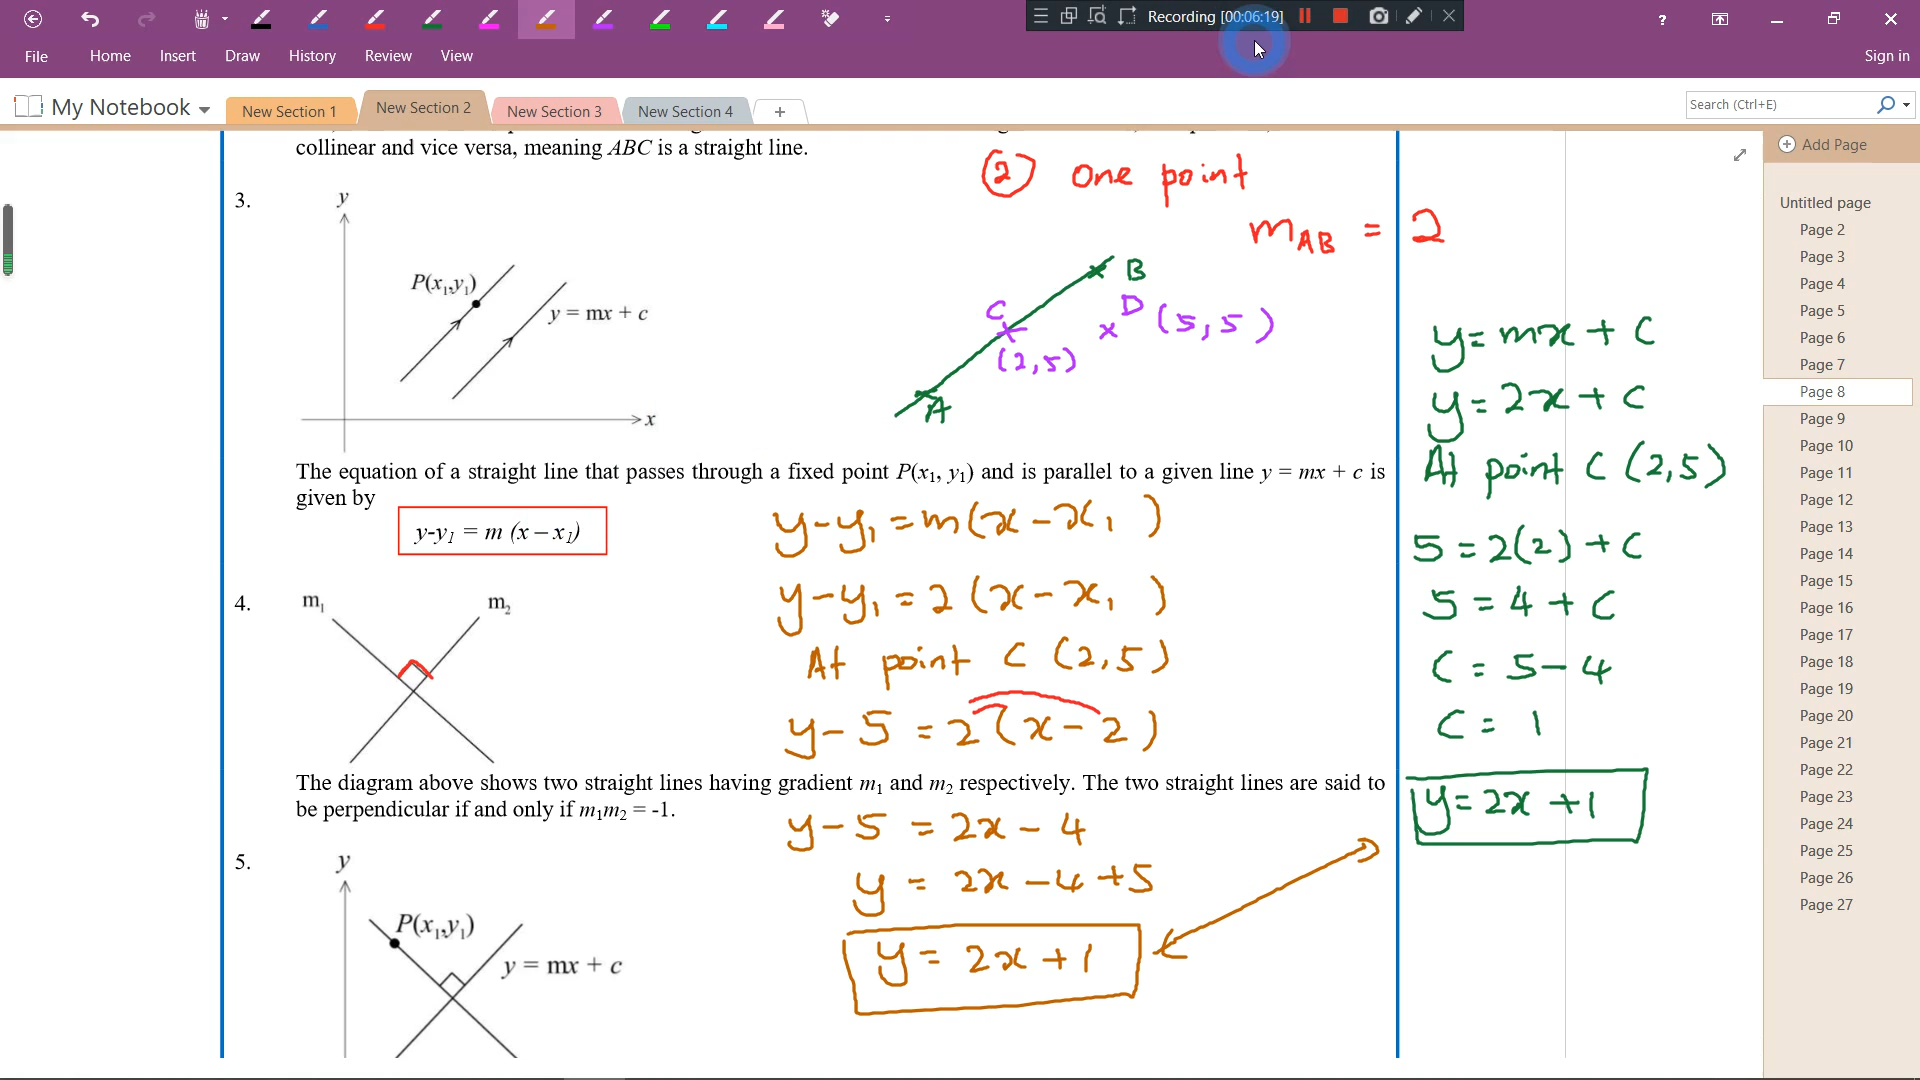 Recording [00:06:19]
?
File
Home
Insert
Draw
History
Review
View
Sign in
My Notebook
New Section 1
New Section 2
New Section 3
New Section 4
+
Search (Ctrl+E)
collinear and vice versa, meaning ABC is a straight line.
② One point
m_AB = 2
3.
y
P(x₁,y₁)
y = mx + c
x
B
C
D
(5,5)
(2,5)
A
The equation of a straight line that passes through a fixed point P(x₁, y₁) and is parallel to a given line y = mx + c is
given by
y-y₁ = m (x – x₁)
y-y₁ = m(x-x₁ )
y-y₁ = 2 (x-x₁ )
At point C (2,5)
y-5 = 2(x-2)
4.
m₁
m₂
The diagram above shows two straight lines having gradient m₁ and m₂ respectively. The two straight lines are said to
be perpendicular if and only if m₁m₂ = -1.
y-5 = 2x-4
y = 2x-4+5
y = 2x+1
5.
y
P(x₁,y₁)
y = mx + c
y=mx+c
y=2x+c
At point C (2,5)
5=2(2)+c
5=4+c
c=5-4
c=1
y=2x+1
Add Page
Untitled page
Page 2
Page 3
Page 4
Page 5
Page 6
Page 7
Page 8
Page 9
Page 10
Page 11
Page 12
Page 13
Page 14
Page 15
Page 16
Page 17
Page 18
Page 19
Page 20
Page 21
Page 22
Page 23
Page 24
Page 25
Page 26
Page 27